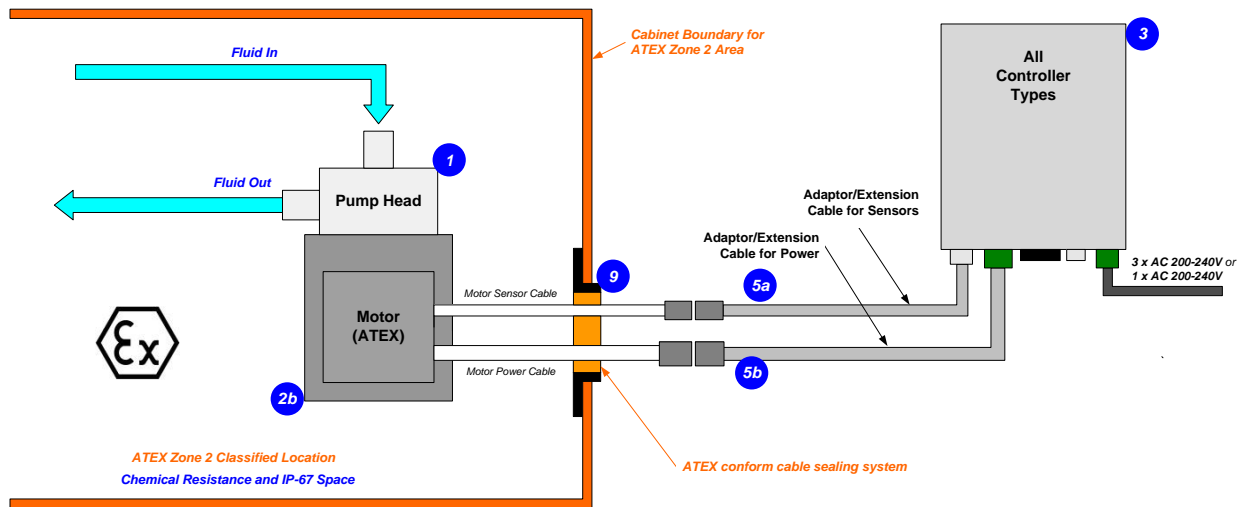 Cabinet Boundary for
ATEX Zone 2 Area
3
All
Controller
Types
Fluid In
1
Fluid Out
Pump Head
Adaptor/Extension
Cable for Sensors
Adaptor/Extension
Cable for Power
3 x AC 200-240V or
1 x AC 200-240V
9
5a
Motor Sensor Cable
Motor
(ATEX)
Ex
Motor Power Cable
5b
2b
ATEX Zone 2 Classified Location
Chemical Resistance and IP-67 Space
ATEX conform cable sealing system